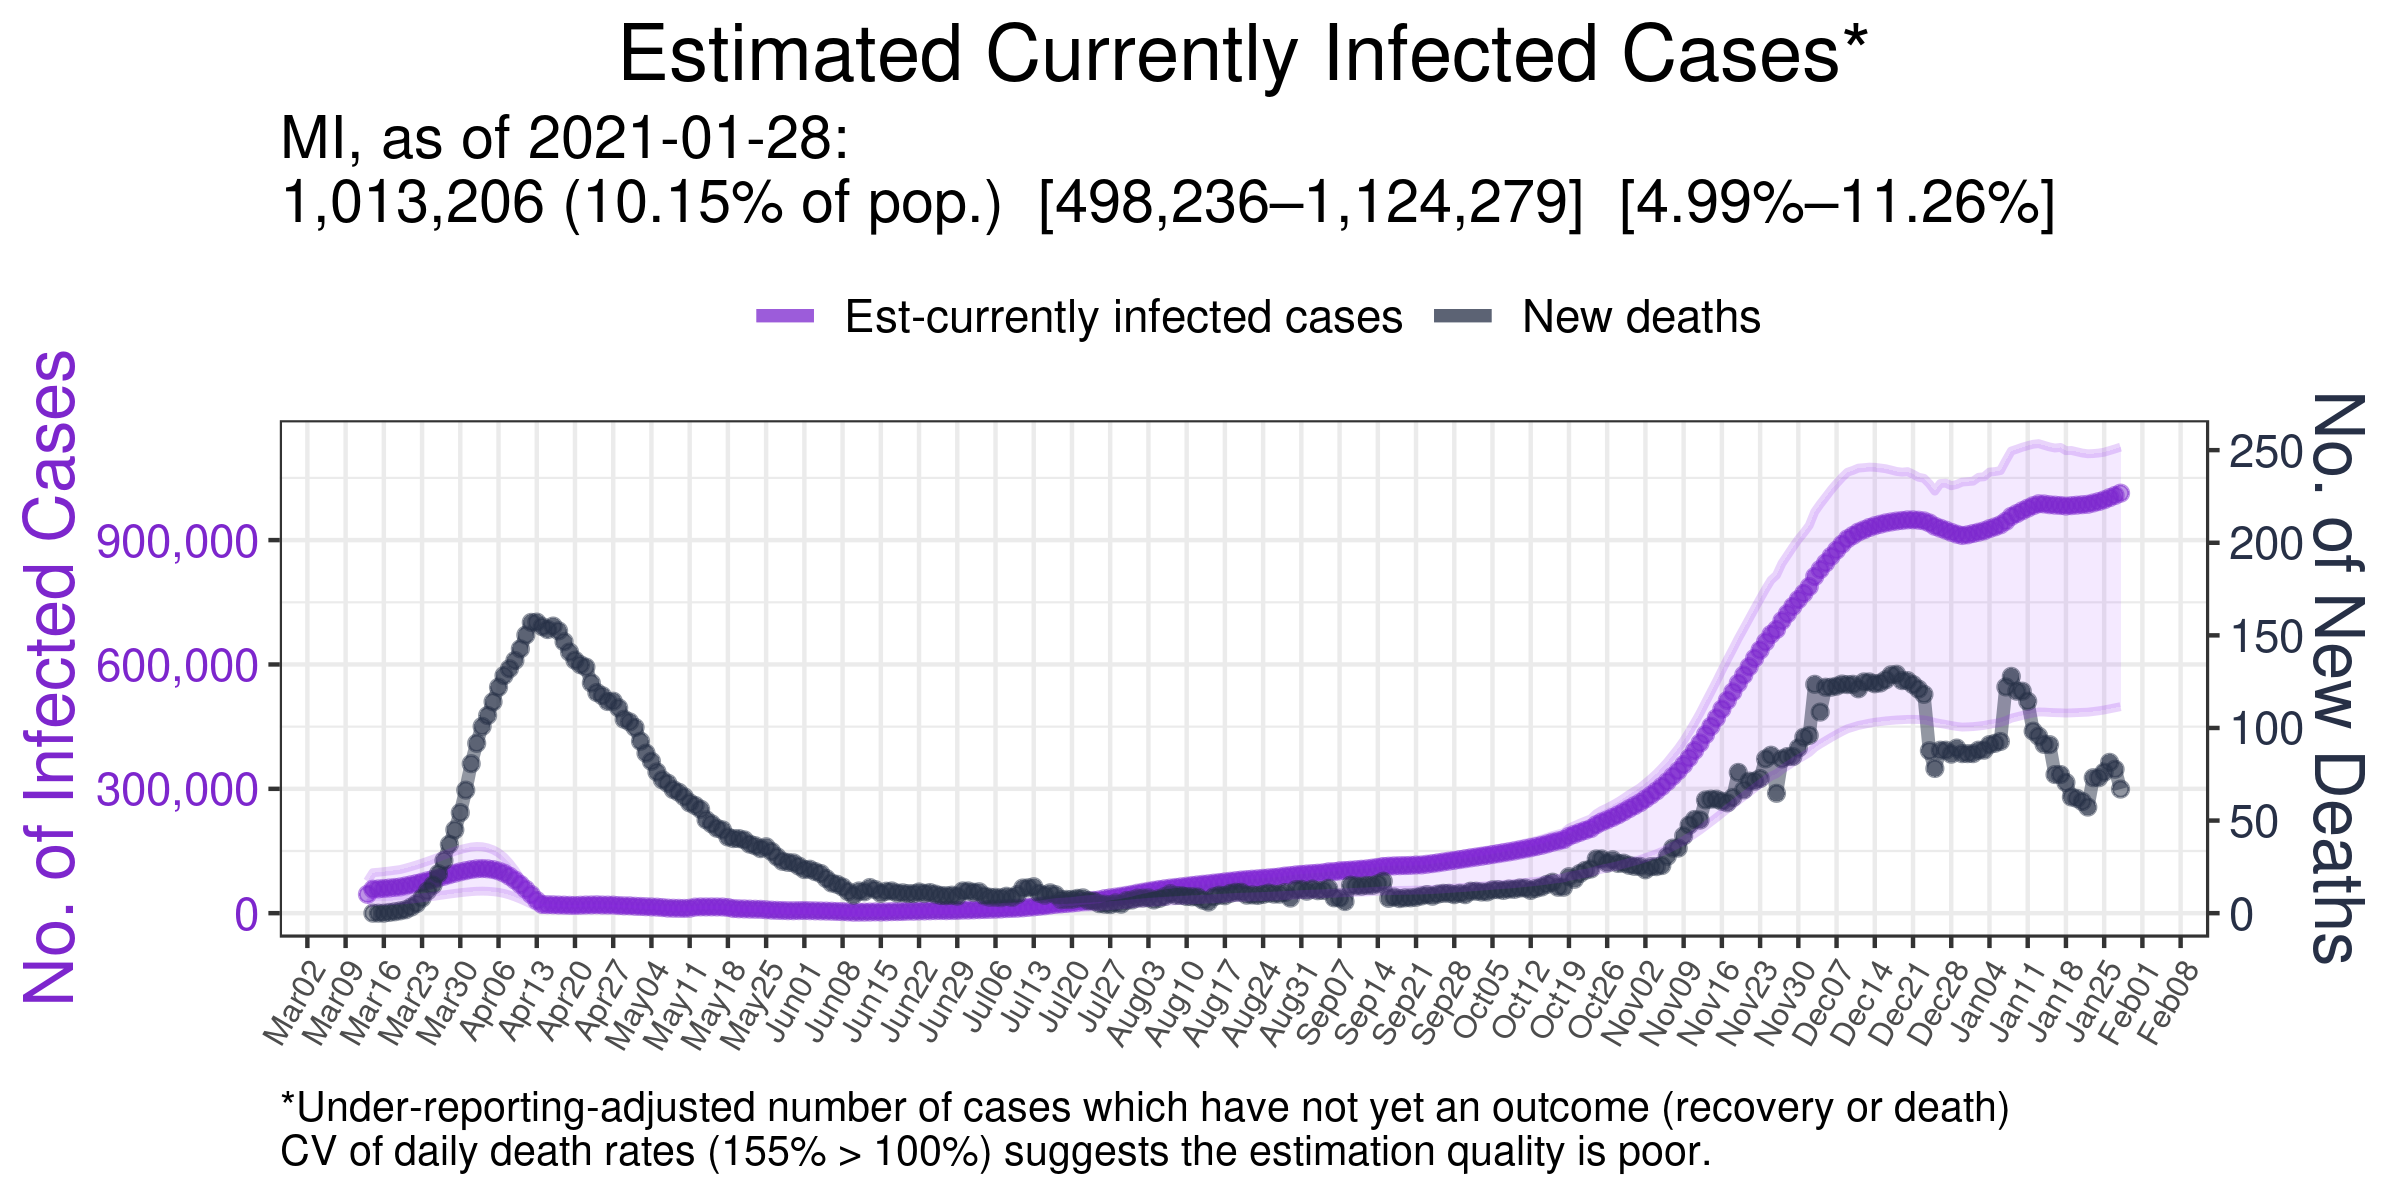 Estimated Currently Infected Cases*
MI, as of 2021-01-28:
1,013,206 (10.15% of pop.) [498,236–1,124,279] [4.99%–11.26%]
Est-currently infected cases
New deaths
No. of Infected Cases
900,000
600,000
300,000
0
250
200
150
100
50
0
No. of New Deaths
Mar02
Mar09
Mar16
Mar23
Mar30
Apr06
Apr13
Apr20
Apr27
May04
May11
May18
May25
Jun01
Jun08
Jun15
Jun22
Jun29
Jul06
Jul13
Jul20
Jul27
Aug03
Aug10
Aug17
Aug24
Aug31
Sep07
Sep14
Sep21
Sep28
Oct05
Oct12
Oct19
Oct26
Nov02
Nov09
Nov16
Nov23
Nov30
Dec07
Dec14
Dec21
Dec28
Jan04
Jan11
Jan18
Jan25
Feb01
Feb08
*Under-reporting-adjusted number of cases which have not yet an outcome (recovery or death)
CV of daily death rates (155% > 100%) suggests the estimation quality is poor.